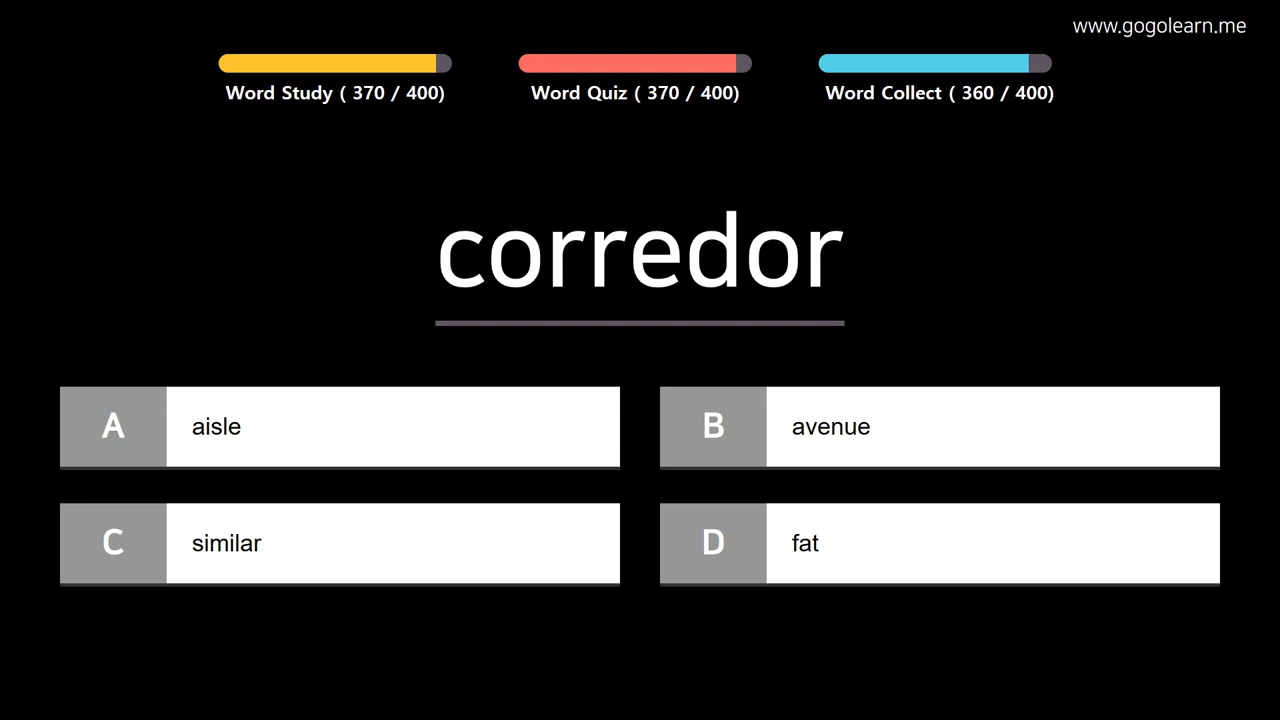 www.gogolearn.me
Word Study ( 370 / 400)
Word Quiz ( 370 / 400)
Word Collect ( 360 / 400)
corredor
A aisle
B avenue
C similar
D fat